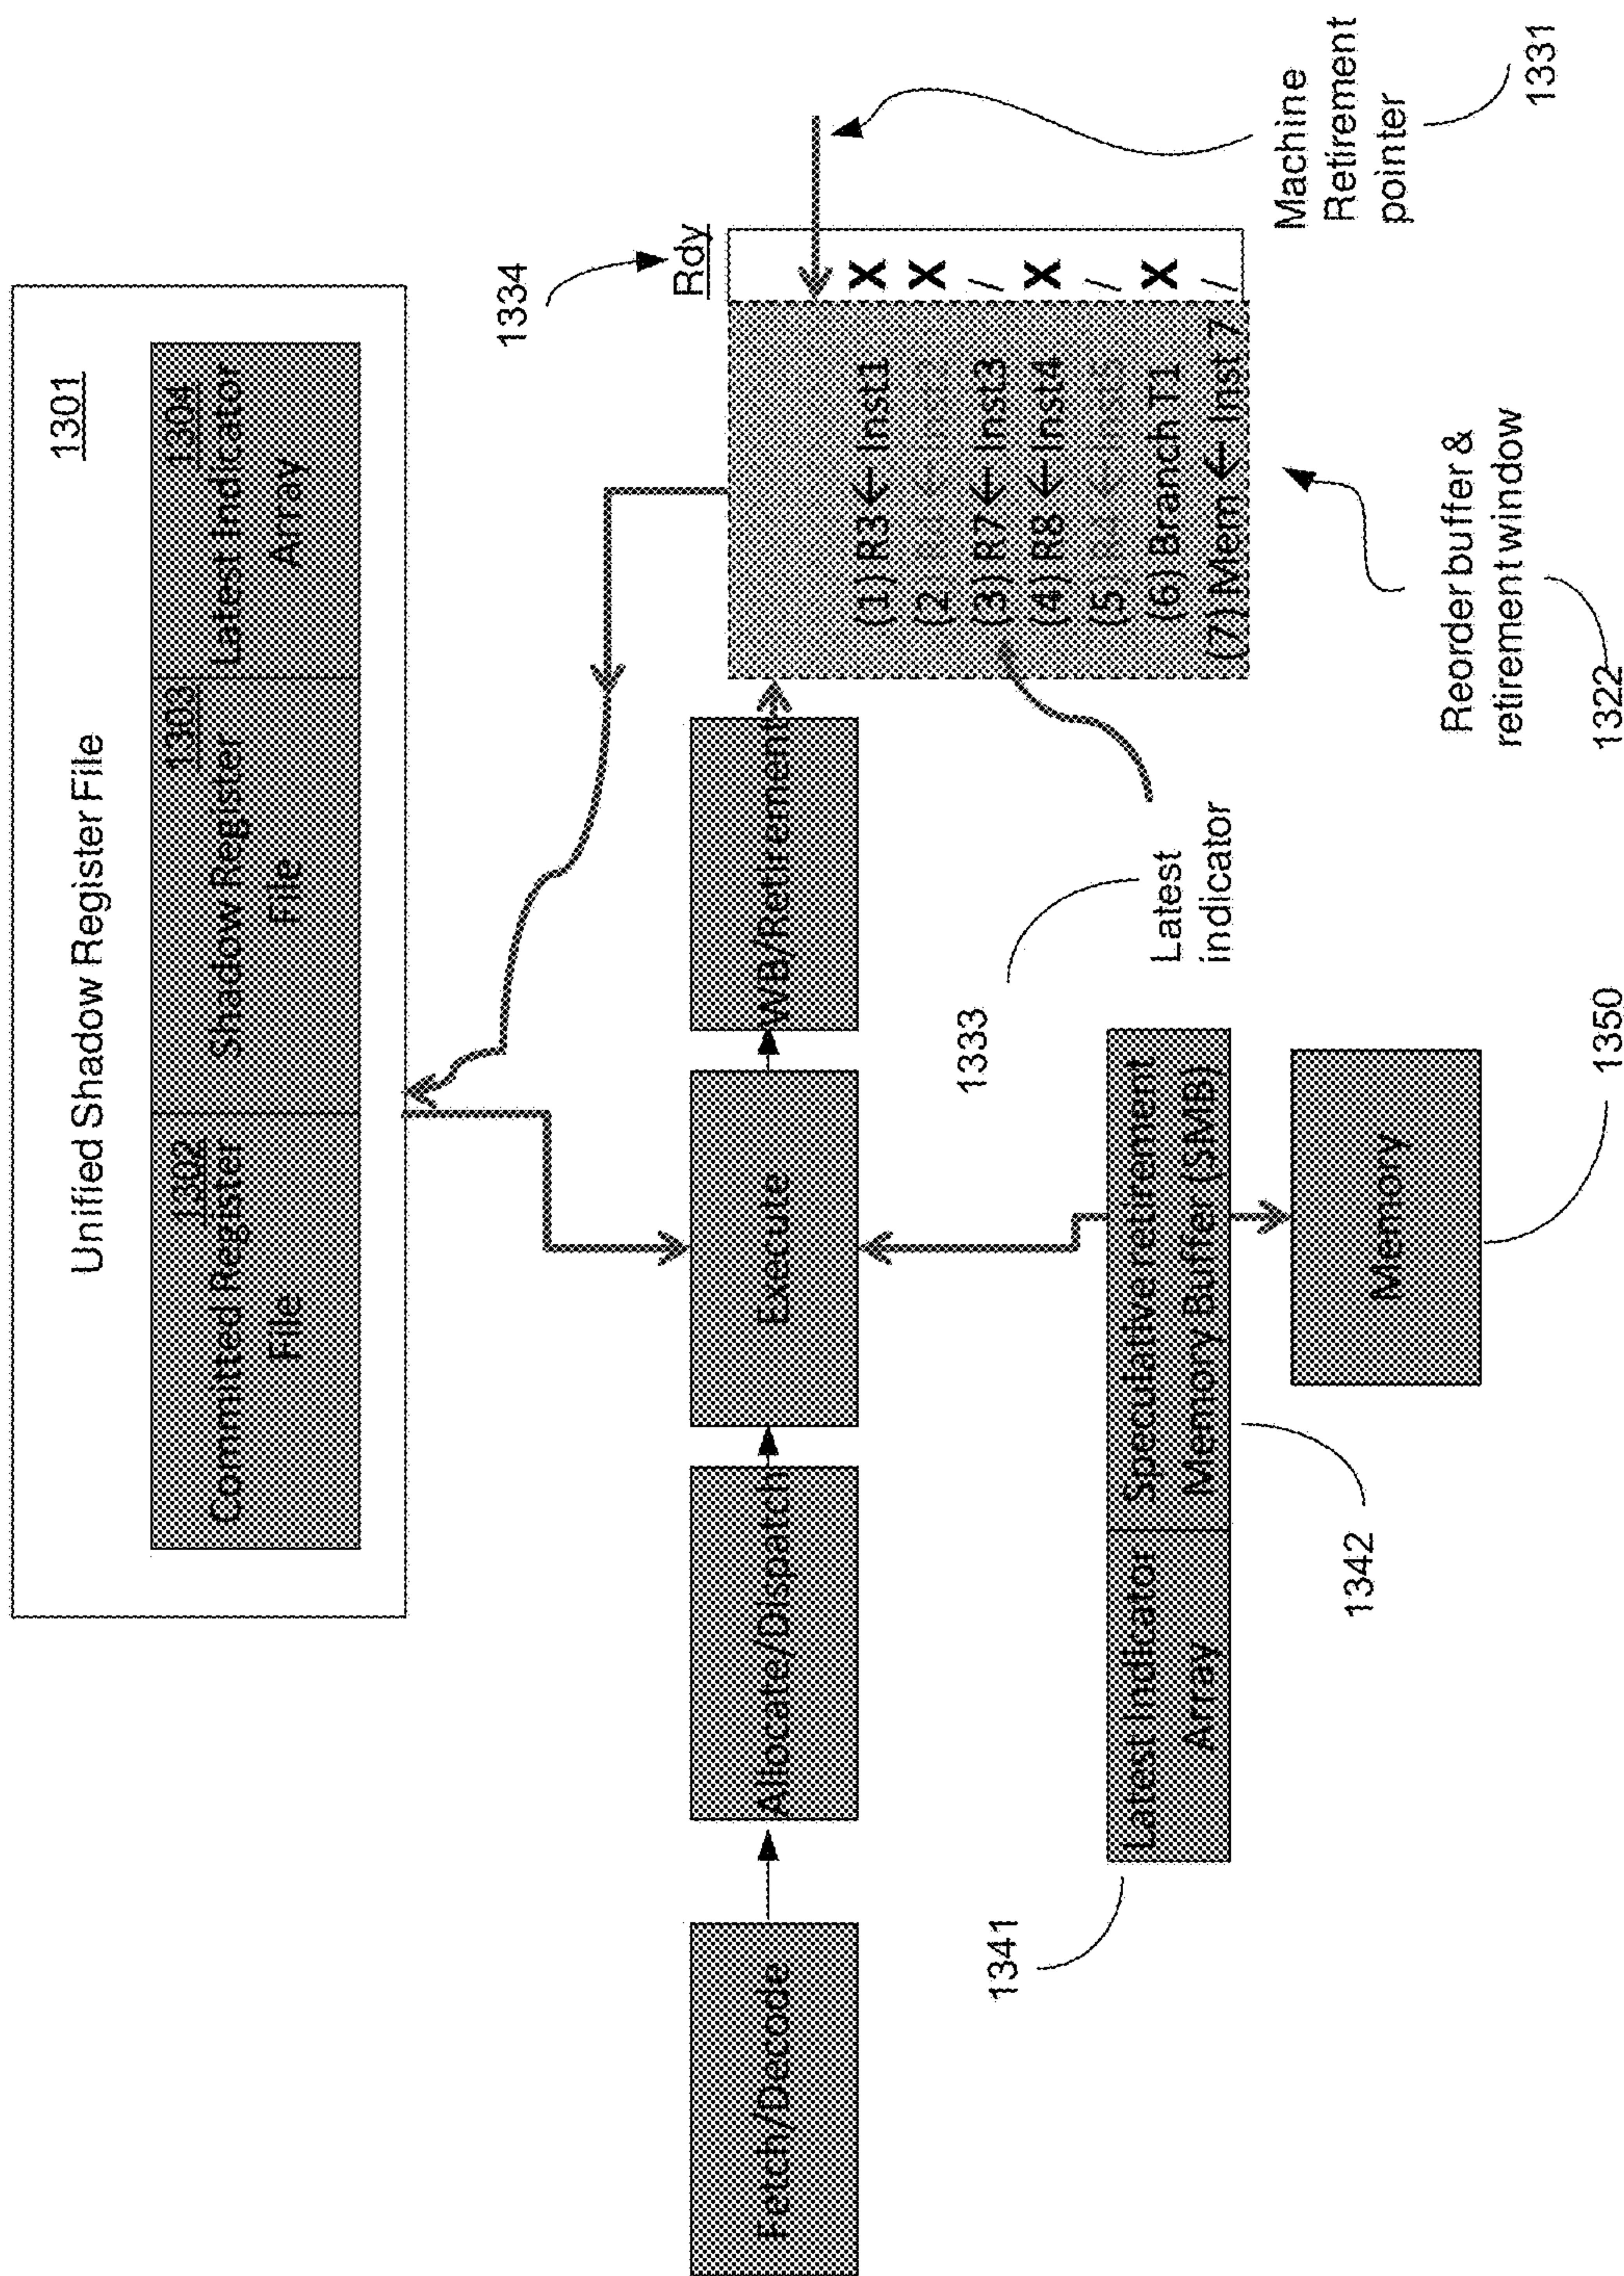 Unified Shadow Register File
1301
1302
Committed Register
File
1303
Shadow Register
File
1304
Latest Indicator
Array
Fetch/Decode
Allocate/Dispatch
Execute
WB/Retirement
1334
Rdy
(1) R3 ← Inst1 X
(2) X
(3) R7 ← Inst3 /
(4) R8 ← Inst4 X
(5) /
(6) Branch T1 X
(7) Mem ← Inst 7 /
Machine
Retirement
pointer
1331
1333
Latest
indicator
Reorder buffer &
retirement window
1322
1341
Latest Indicator
Array
Speculative retirement
Memory Buffer (SMB)
1342
Memory
1350